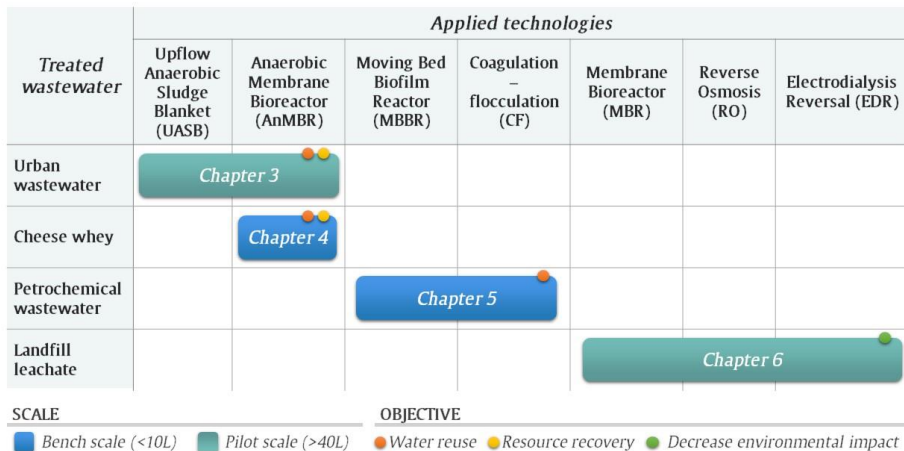 Treated
wastewater
Applied technologies
Upflow
Anaerobic
Sludge
Blanket
(UASB)
Anaerobic
Membrane
Bioreactor
(AnMBR)
Moving Bed
Biofilm
Reactor
(MBBR)
Coagulation
–
flocculation
(CF)
Membrane
Bioreactor
(MBR)
Reverse
Osmosis
(RO)
Electrodialysis
Reversal (EDR)
Urban
wastewater
Chapter 3
Cheese whey
Chapter 4
Petrochemical
wastewater
Chapter 5
Landfill
leachate
Chapter 6
SCALE
Bench scale (<10L)
Pilot scale (>40L)
OBJECTIVE
Water reuse
Resource recovery
Decrease environmental impact